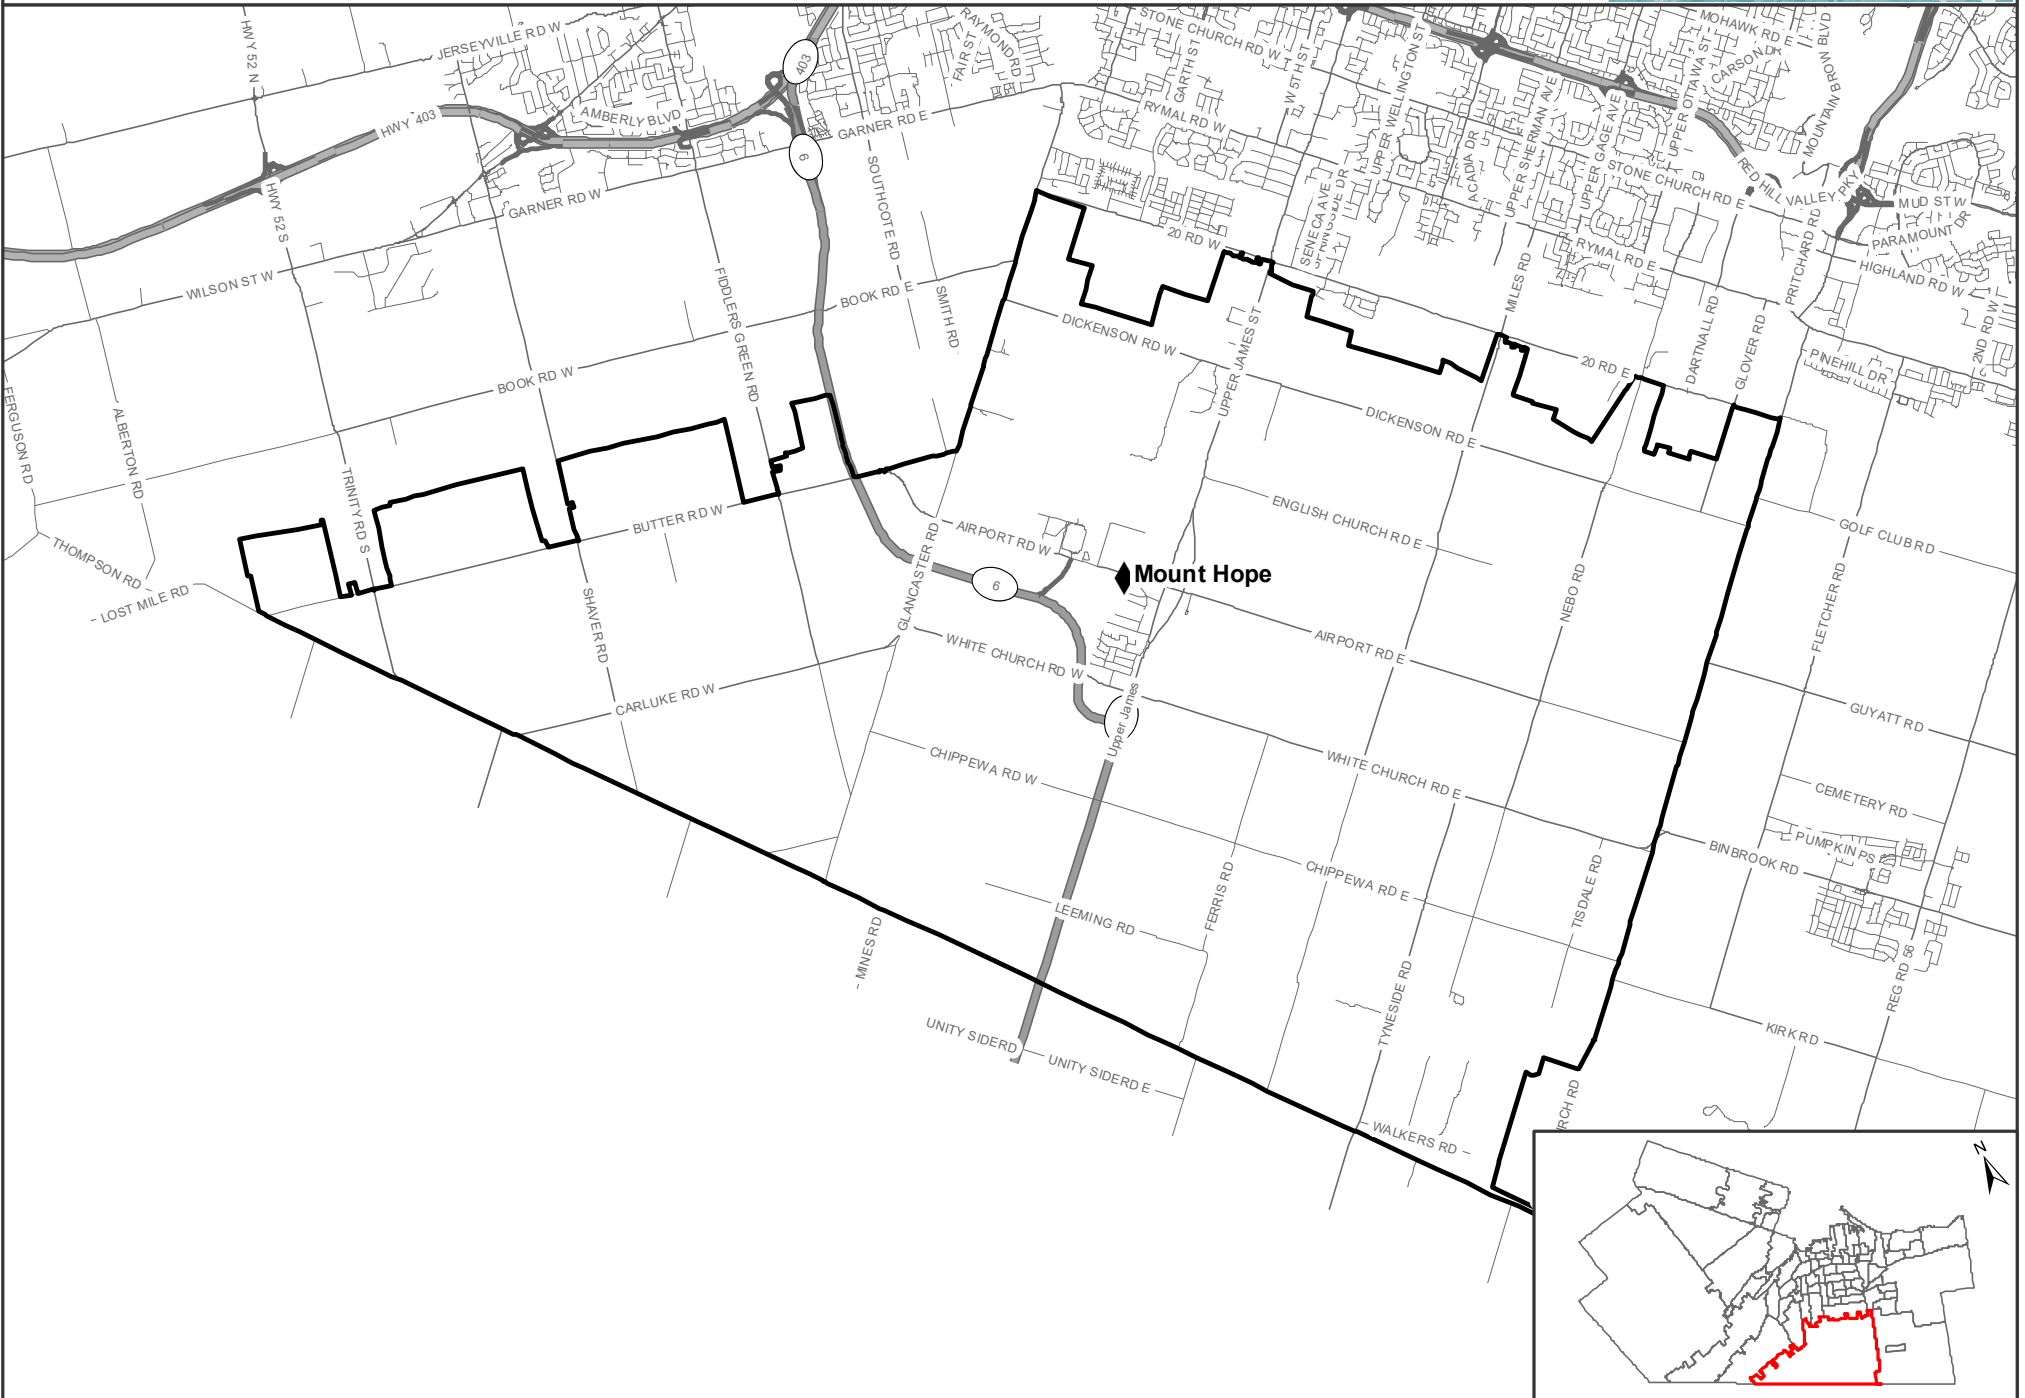 HWY 52 N
JERSEYVILLE RD W
403
FAIR ST
RAYMOND RD
STONE CHURCH RD W
GARTH ST
W 5TH ST
UPPER WELLINGTON ST
MOHAWK RD E
CARSON DR
UPPER OTTAWA ST
MOUNTAIN BROW BLVD
HWY 403
AMBERLY BLVD
GARNER RD E
6
RYMAL RD W
ACADIA DR
UPPER SHERMAN AVE
UPPER GAGE AVE
STONE CHURCH RD E
RED HILL VALLEY PKY
MUD ST W
PARAMOUNT DR
HWY 52 S
GARNER RD W
SOUTHCOTE RD
20 RD W
SENECA AVE
SPRINGSIDE DR
RYMAL RD E
PRITCHARD RD
HIGHLAND RD W
WILSON ST W
FIDDLERS GREEN RD
BOOK RD E
SMITH RD
DICKENSON RD W
UPPER JAMES ST
MILES RD
20 RD E
DARTNALL RD
GLOVER RD
2ND RD W
PINEHILL DR
BOOK RD W
FERGUSON RD
ALBERTON RD
DICKENSON RD E
TRINITY RD S
BUTTER RD W
AIRPORT RD W
ENGLISH CHURCH RD E
GOLF CLUB RD
THOMPSON RD
LOST MILE RD
SHAVER RD
GLANCASTER RD
6
Mount Hope
NEBO RD
FLETCHER RD
WHITE CHURCH RD W
AIRPORT RD E
CARLUKE RD W
Upper James
GUYATT RD
CHIPPEWA RD W
WHITE CHURCH RD E
CEMETERY RD
PUMPKIN PS
BINBROOK RD
CHIPPEWA RD E
TISDALE RD
FERRIS RD
LEEMING RD
MINES RD
TYNESIDE RD
REG RD 56
UNITY SIDERD
UNITY SIDERD E
KIRK RD
WALKERS RD
URCH RD
N